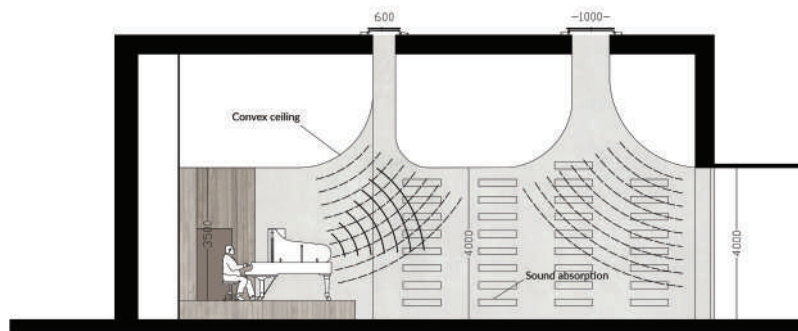 600
-1000-
Convex ceiling
3500
4000
-4000-
Sound absorption